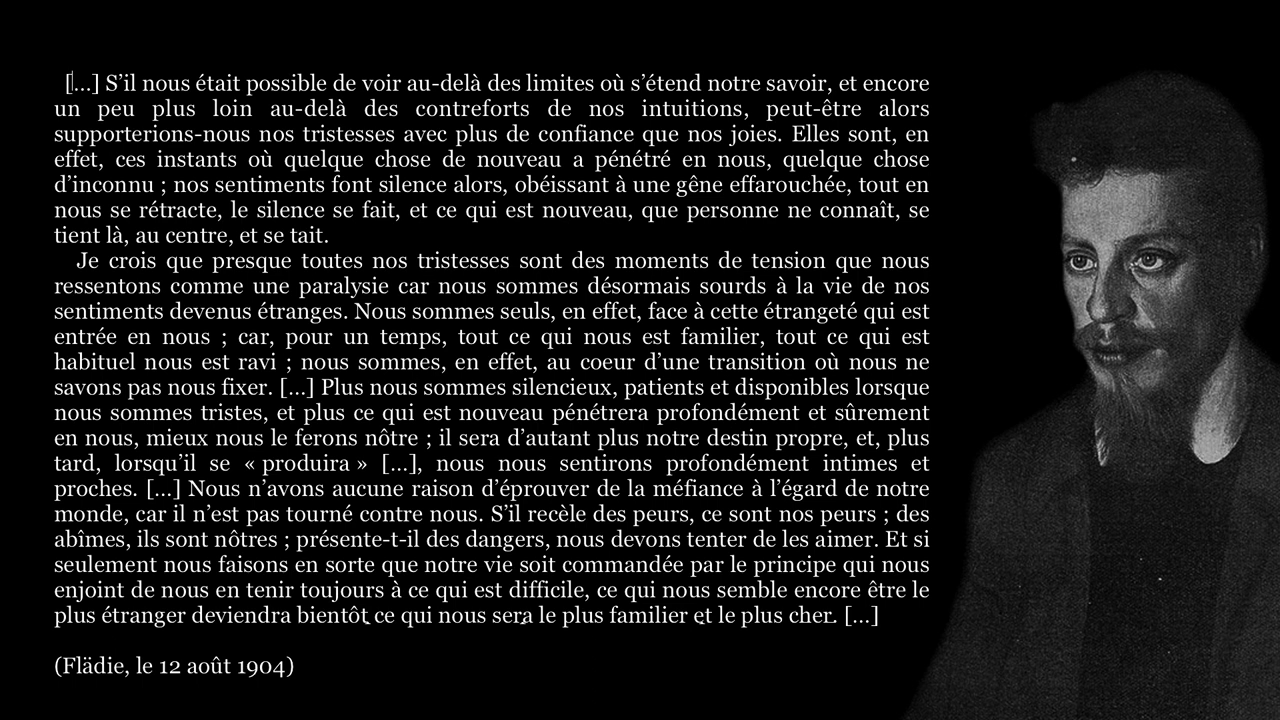 [...] S’il nous était possible de voir au-delà des limites où s’étend notre savoir, et encore
un peu plus loin au-delà des contreforts de nos intuitions, peut-être alors
supporterions-nous nos tristesses avec plus de confiance que nos joies. Elles sont, en
effet, ces instants où quelque chose de nouveau a pénétré en nous, quelque chose
d’inconnu ; nos sentiments font silence alors, obéissant à une gêne effarouchée, tout en
nous se rétracte, le silence se fait, et ce qui est nouveau, que personne ne connaît, se
tient là, au centre, et se tait.
Je crois que presque toutes nos tristesses sont des moments de tension que nous
ressentons comme une paralysie car nous sommes désormais sourds à la vie de nos
sentiments devenus étranges. Nous sommes seuls, en effet, face à cette étrangeté qui est
entrée en nous ; car, pour un temps, tout ce qui nous est familier, tout ce qui est
habituel nous est ravi ; nous sommes, en effet, au coeur d’une transition où nous ne
savons pas nous fixer. [...] Plus nous sommes silencieux, patients et disponibles lorsque
nous sommes tristes, et plus ce qui est nouveau pénétrera profondément et sûrement
en nous, mieux nous le ferons nôtre ; il sera d’autant plus notre destin propre, et, plus
tard, lorsqu’il se « produira » [...], nous nous sentirons profondément intimes et
proches. [...] Nous n’avons aucune raison d’éprouver de la méfiance à l’égard de notre
monde, car il n’est pas tourné contre nous. S’il recèle des peurs, ce sont nos peurs ; des
abîmes, ils sont nôtres ; présente-t-il des dangers, nous devons tenter de les aimer. Et si
seulement nous faisons en sorte que notre vie soit commandée par le principe qui nous
enjoint de nous en tenir toujours à ce qui est difficile, ce qui nous semble encore être le
plus étranger deviendra bientôt ce qui nous sera le plus familier et le plus cher. [...]
(Flädie, le 12 août 1904)